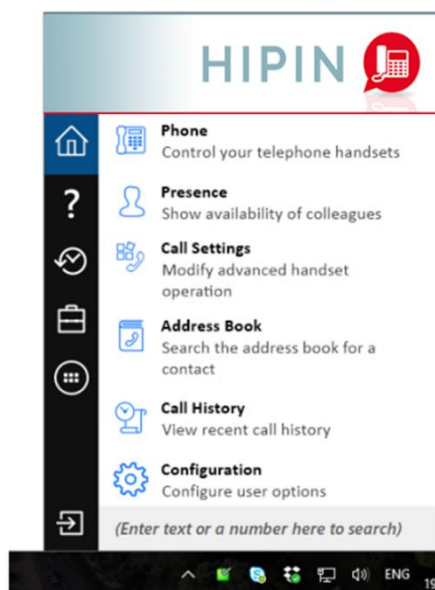 HIPIN
Phone
Control your telephone handsets
Presence
Show availability of colleagues
Call Settings
Modify advanced handset
operation
Address Book
Search the address book for a
contact
Call History
View recent call history
Configuration
Configure user options
(Enter text or a number here to search)
ENG
19